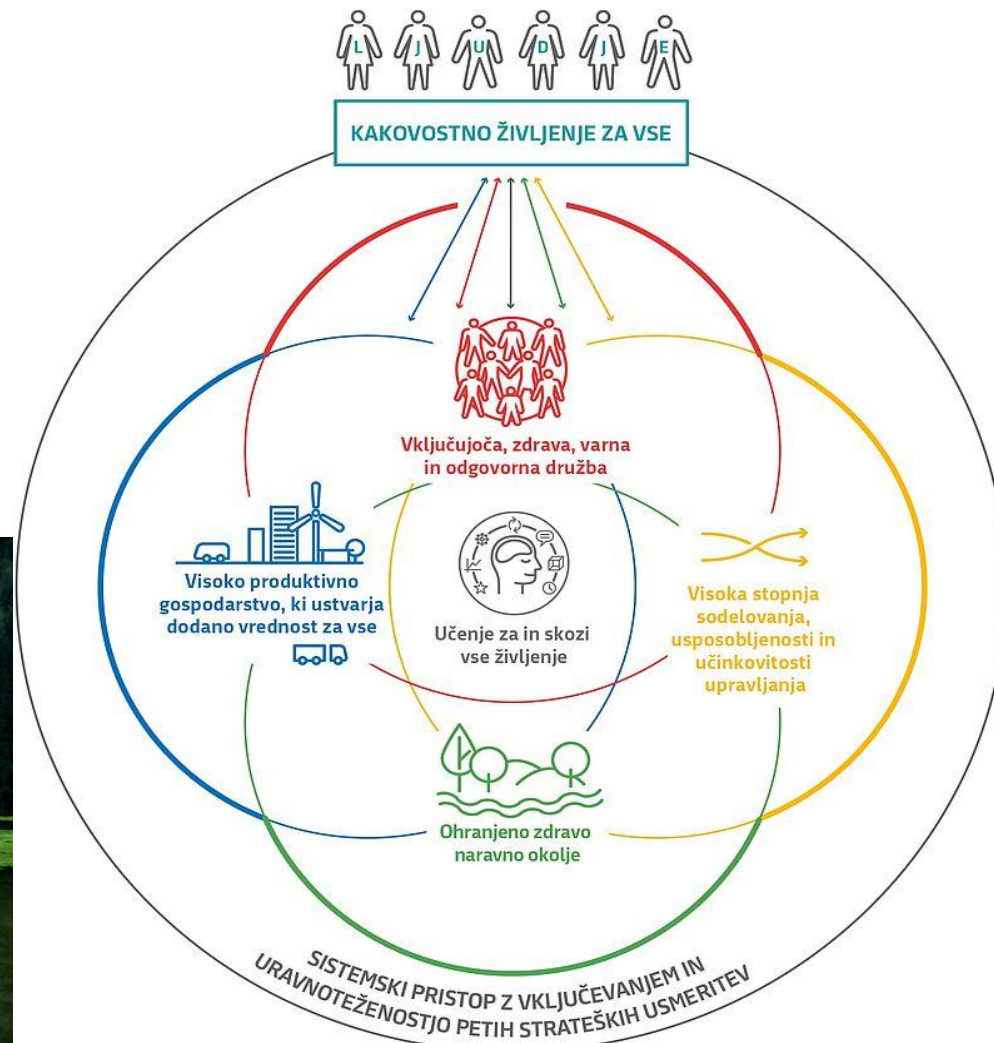 L J U D J E
KAKOVOSTNO ŽIVLJENJE ZA VSE
Vključujoča, zdrava, varna
in odgovorna družba
Visoko produktivno
gospodarstvo, ki ustvarja
dodano vrednost za vse
Učenje za in skozi
vse življenje
Visoka stopnja
sodelovanja,
usposobljenosti in
učinkovitosti
upravljanja
Ohranjeno zdravo
naravno okolje
SISTEMSKI PRISTOP Z VKLJUČEVANJEM IN
URAVNOTEŽENOSTJO PETIH STRATEŠKIH USMERITEV